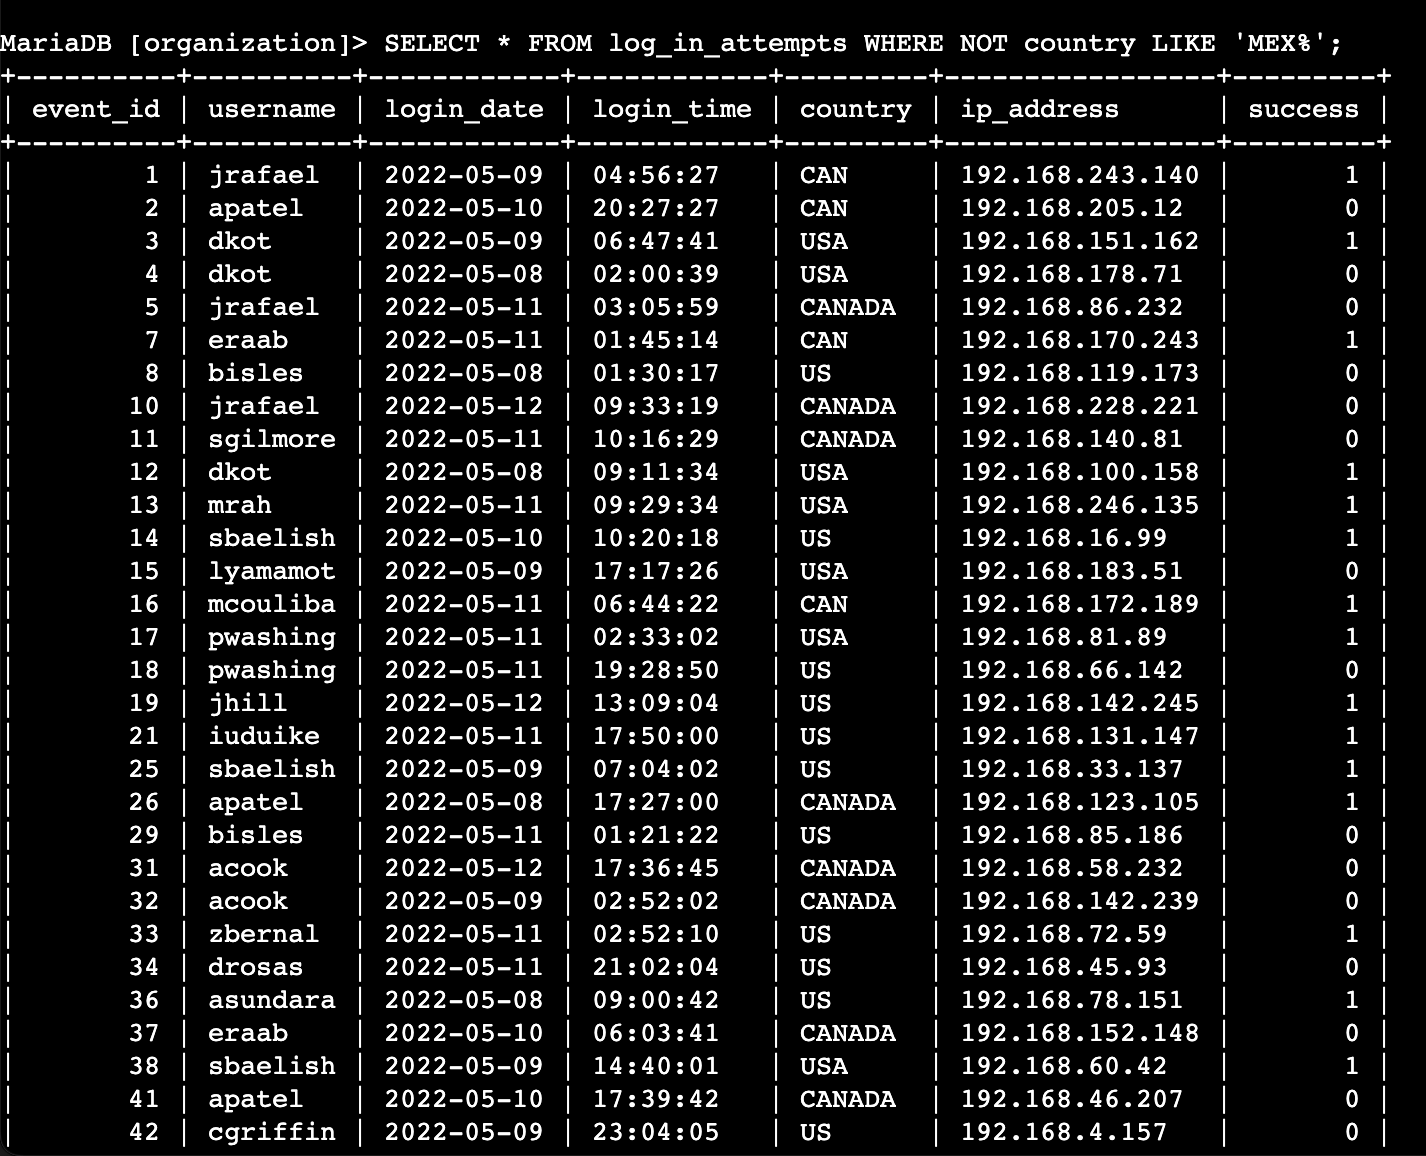 MariaDB [organization]> SELECT * FROM log_in_attempts WHERE NOT country LIKE 'MEX%';
+----------+----------+------------+------------+---------+-----------------+---------+
| event_id | username | login_date | login_time | country | ip_address      | success |
+----------+----------+------------+------------+---------+-----------------+---------+
|        1 | jrafael  | 2022-05-09 | 04:56:27   | CAN     | 192.168.243.140 |       1 |
|        2 | apatel   | 2022-05-10 | 20:27:27   | CAN     | 192.168.205.12  |       0 |
|        3 | dkot     | 2022-05-09 | 06:47:41   | USA     | 192.168.151.162 |       1 |
|        4 | dkot     | 2022-05-08 | 02:00:39   | USA     | 192.168.178.71  |       0 |
|        5 | jrafael  | 2022-05-11 | 03:05:59   | CANADA  | 192.168.86.232  |       0 |
|        7 | eraab    | 2022-05-11 | 01:45:14   | CAN     | 192.168.170.243 |       1 |
|        8 | bisles   | 2022-05-08 | 01:30:17   | US      | 192.168.119.173 |       0 |
|       10 | jrafael  | 2022-05-12 | 09:33:19   | CANADA  | 192.168.228.221 |       0 |
|       11 | sgilmore | 2022-05-11 | 10:16:29   | CANADA  | 192.168.140.81  |       0 |
|       12 | dkot     | 2022-05-08 | 09:11:34   | USA     | 192.168.100.158 |       1 |
|       13 | mrah     | 2022-05-11 | 09:29:34   | USA     | 192.168.246.135 |       1 |
|       14 | sbaelish | 2022-05-10 | 10:20:18   | US      | 192.168.16.99   |       1 |
|       15 | lyamamot | 2022-05-09 | 17:17:26   | USA     | 192.168.183.51  |       0 |
|       16 | mcouliba | 2022-05-11 | 06:44:22   | CAN     | 192.168.172.189 |       1 |
|       17 | pwashing | 2022-05-11 | 02:33:02   | USA     | 192.168.81.89   |       1 |
|       18 | pwashing | 2022-05-11 | 19:28:50   | US      | 192.168.66.142  |       0 |
|       19 | jhill    | 2022-05-12 | 13:09:04   | US      | 192.168.142.245 |       1 |
|       21 | iuduike  | 2022-05-11 | 17:50:00   | US      | 192.168.131.147 |       1 |
|       25 | sbaelish | 2022-05-09 | 07:04:02   | US      | 192.168.33.137  |       1 |
|       26 | apatel   | 2022-05-08 | 17:27:00   | CANADA  | 192.168.123.105 |       1 |
|       29 | bisles   | 2022-05-11 | 01:21:22   | US      | 192.168.85.186  |       0 |
|       31 | acook    | 2022-05-12 | 17:36:45   | CANADA  | 192.168.58.232  |       0 |
|       32 | acook    | 2022-05-09 | 02:52:02   | CANADA  | 192.168.142.239 |       0 |
|       33 | zbernal  | 2022-05-11 | 02:52:10   | US      | 192.168.72.59   |       1 |
|       34 | drosas   | 2022-05-11 | 21:02:04   | US      | 192.168.45.93   |       0 |
|       36 | asundara | 2022-05-08 | 09:00:42   | US      | 192.168.78.151  |       1 |
|       37 | eraab    | 2022-05-10 | 06:03:41   | CANADA  | 192.168.152.148 |       0 |
|       38 | sbaelish | 2022-05-09 | 14:40:01   | USA     | 192.168.60.42   |       1 |
|       41 | apatel   | 2022-05-10 | 17:39:42   | CANADA  | 192.168.46.207  |       0 |
|       42 | cgriffin | 2022-05-09 | 23:04:05   | US      | 192.168.4.157   |       0 |